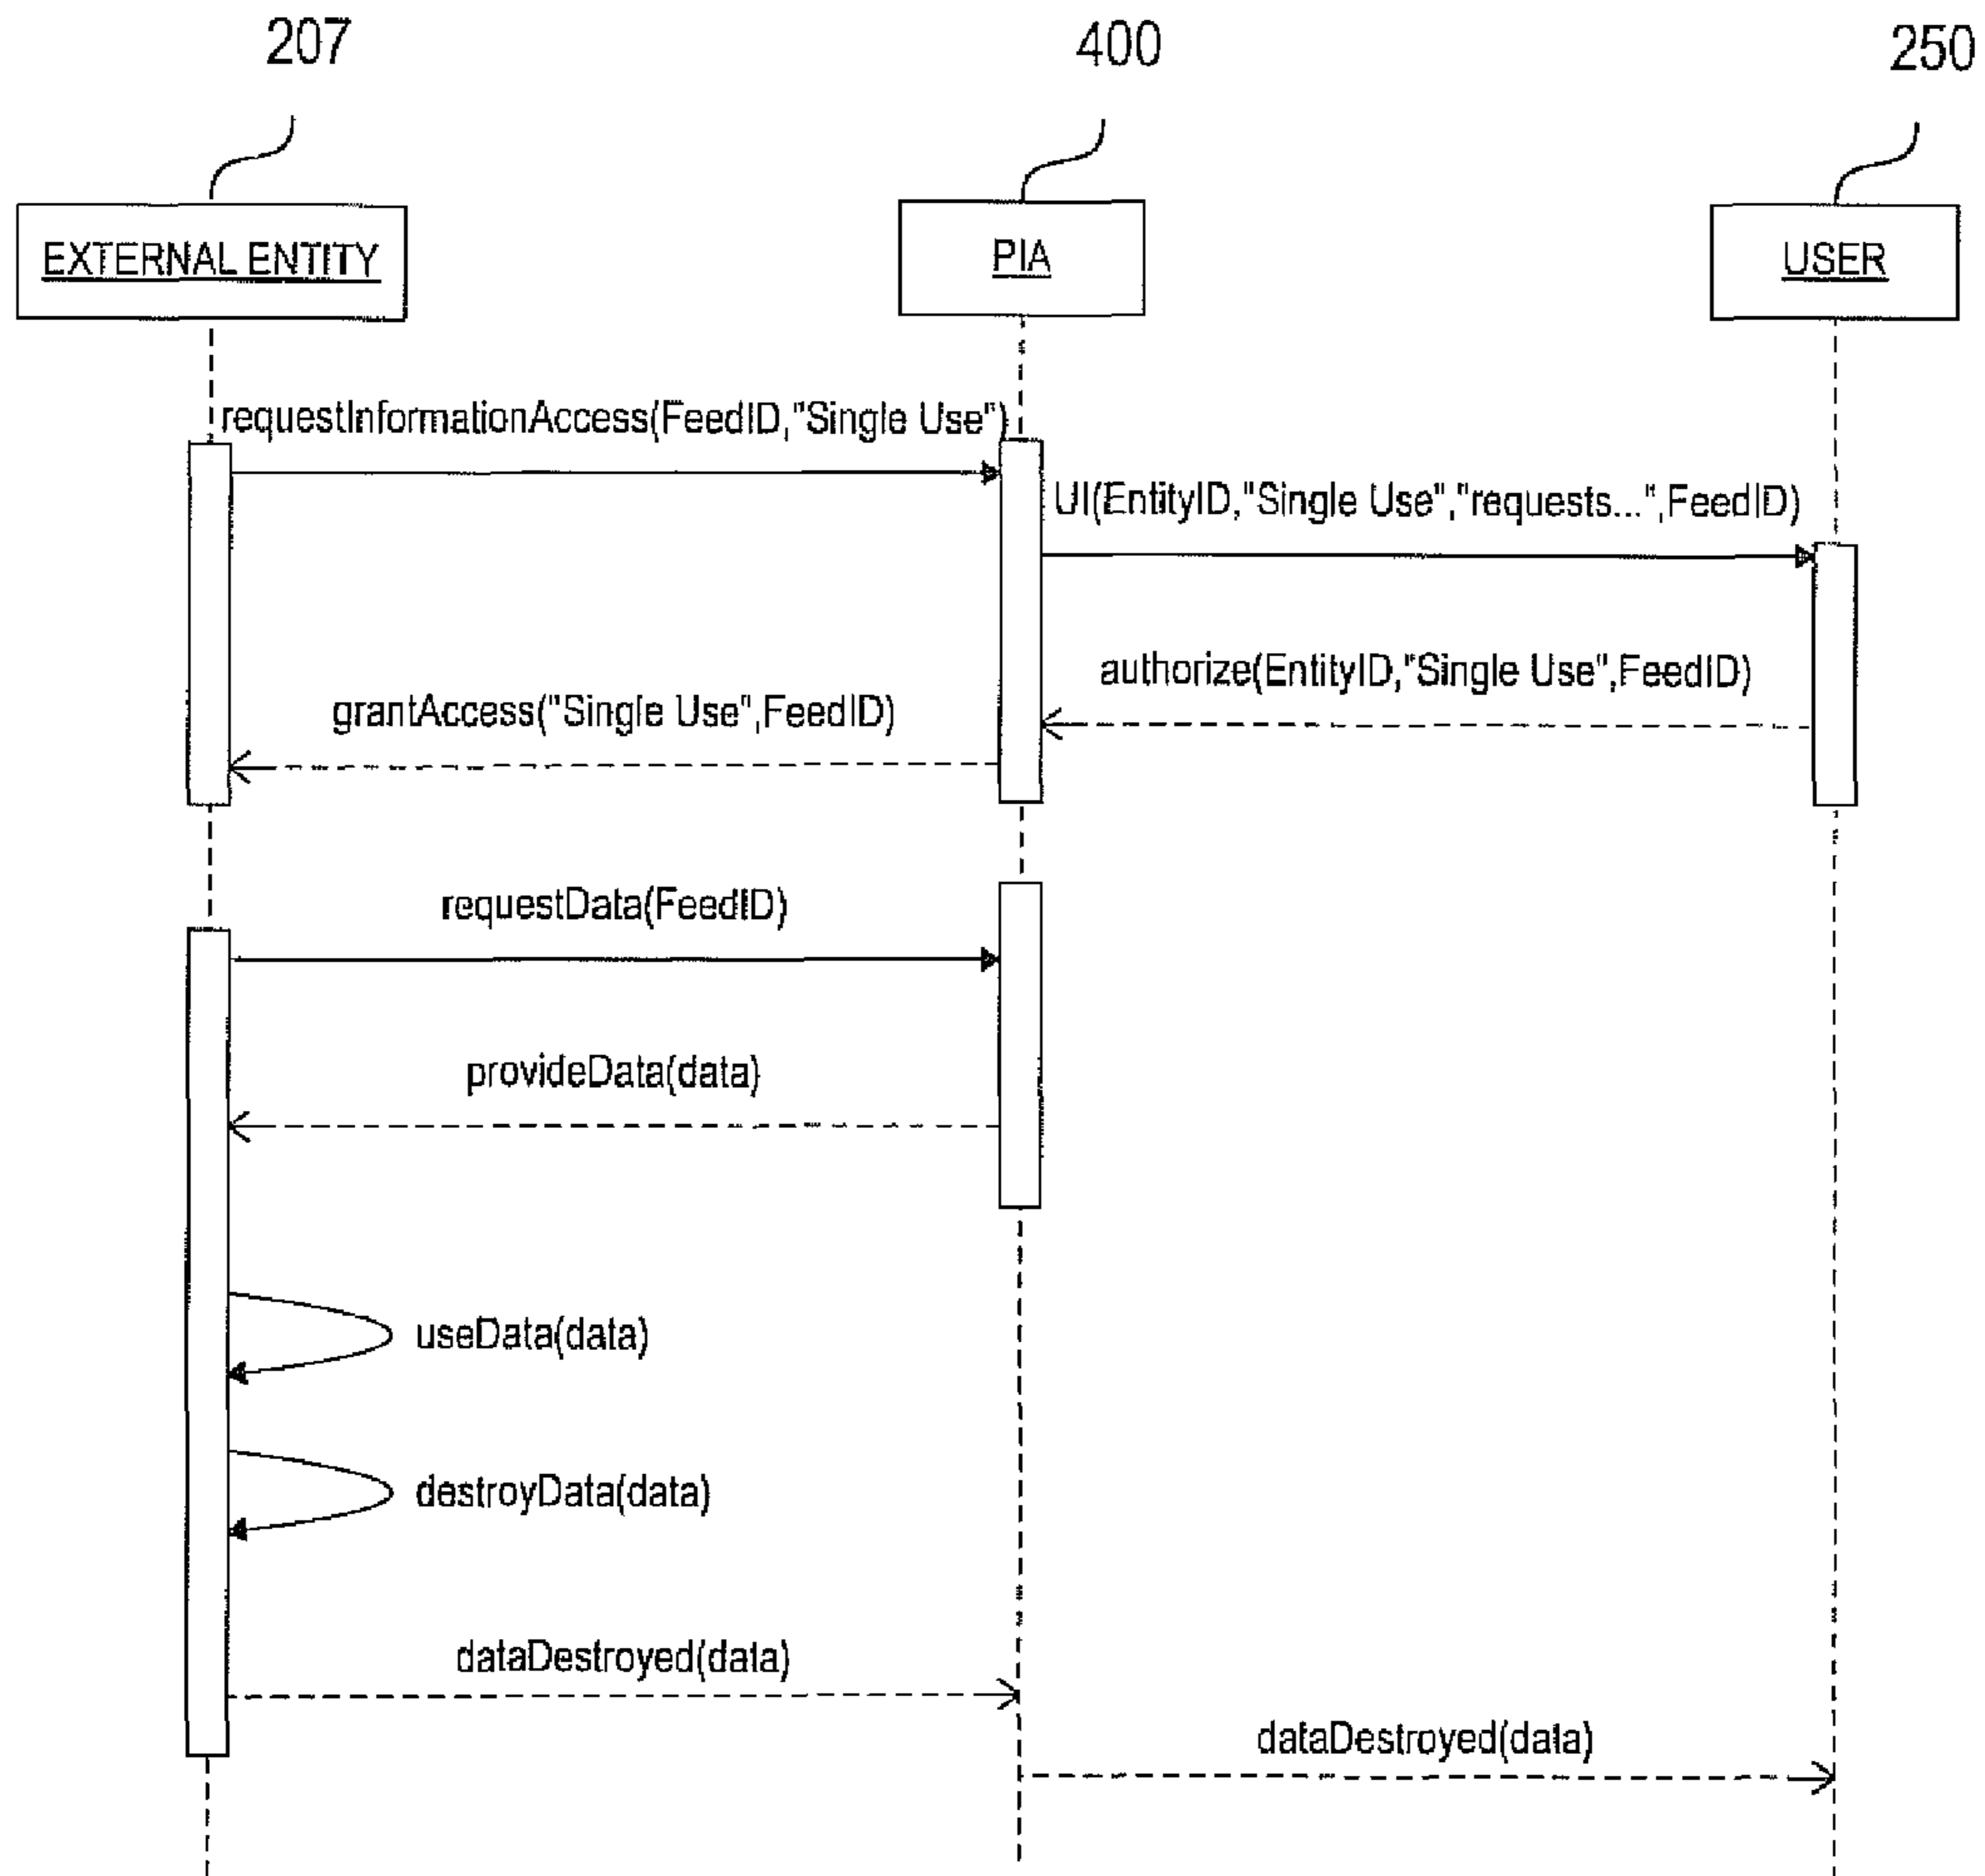 207
400
250
EXTERNAL ENTITY
PIA
USER
requestInformationAccess(FeedID,"Single Use")
UI(EntityID,"Single Use","requests...",FeedID)
authorize(EntityID,"Single Use",FeedID)
grantAccess("Single Use",FeedID)
requestData(FeedID)
provideData(data)
useData(data)
destroyData(data)
dataDestroyed(data)
dataDestroyed(data)